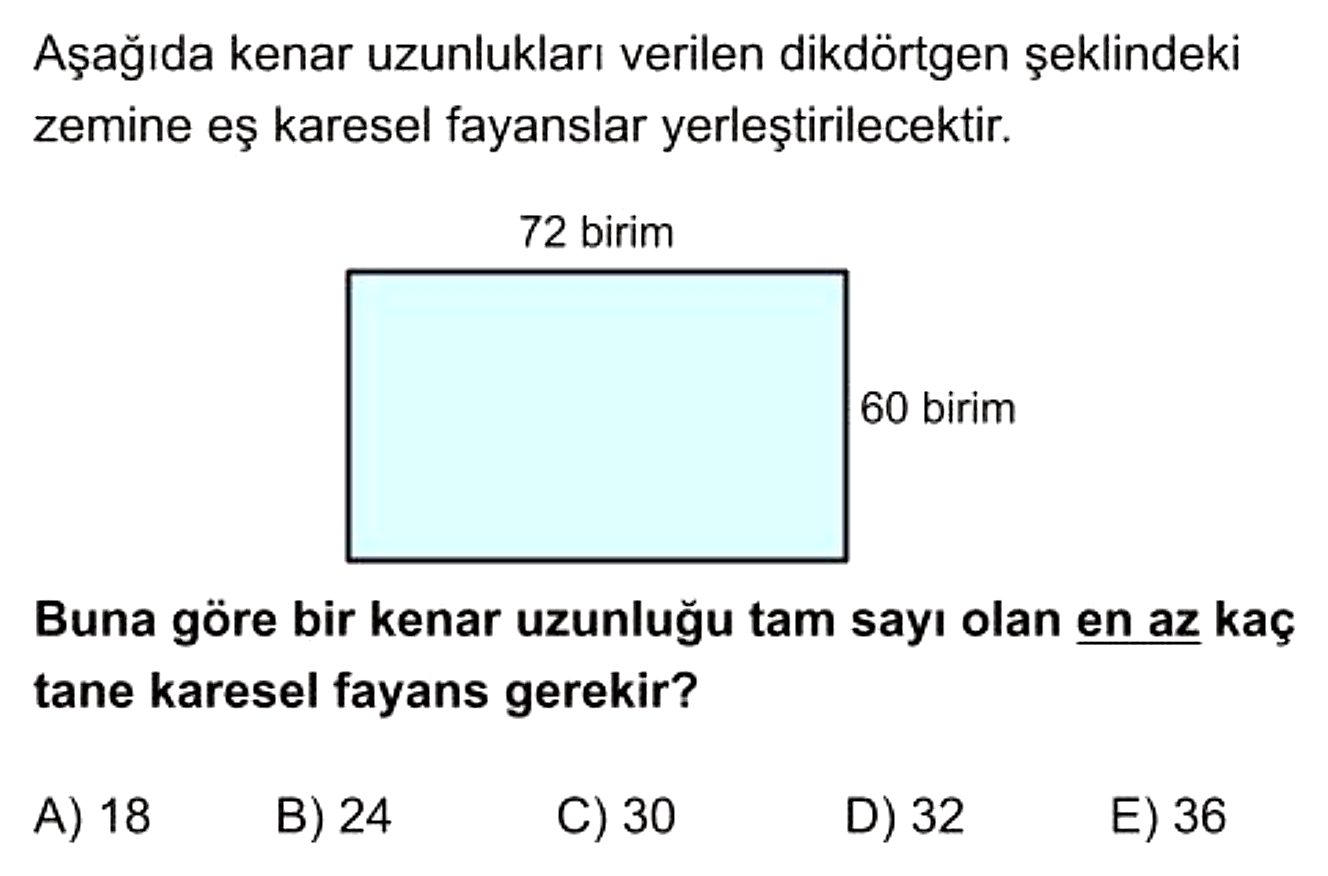 Aşağıda kenar uzunlukları verilen dikdörtgen şeklindeki
zemine eş karesel fayanslar yerleştirilecektir.
72 birim
60 birim
Buna göre bir kenar uzunluğu tam sayı olan en az kaç
tane karesel fayans gerekir?
A) 18 B) 24 C) 30 D) 32 E) 36